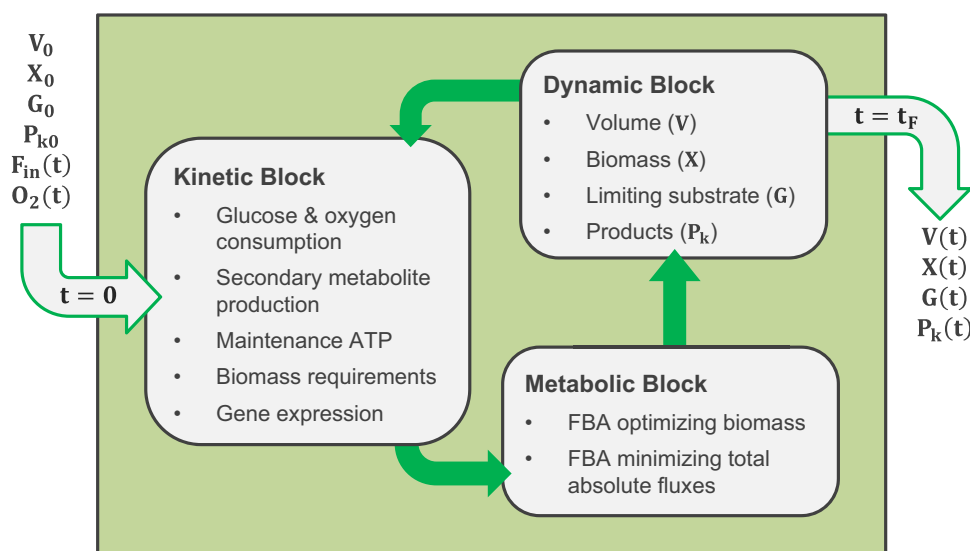 V₀
X₀
G₀
Pₖ₀
Fᵢₙ(t)
O₂(t)
t = 0
Kinetic Block
• Glucose & oxygen
consumption
• Secondary metabolite
production
• Maintenance ATP
• Biomass requirements
• Gene expression
Dynamic Block
• Volume (V)
• Biomass (X)
• Limiting substrate (G)
• Products (Pₖ)
Metabolic Block
• FBA optimizing biomass
• FBA minimizing total
absolute fluxes
t = t_F
V(t)
X(t)
G(t)
Pₖ(t)